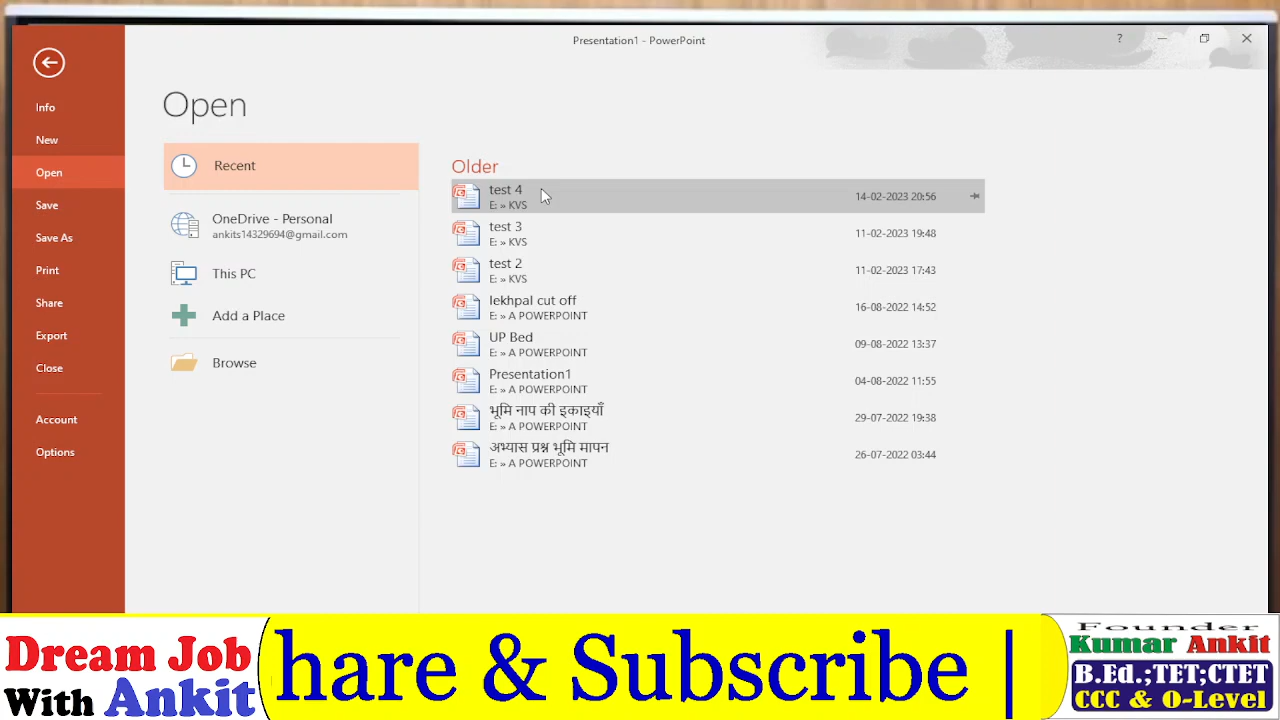 Presentation1 - PowerPoint
?
Info
New
Open
Save
Save As
Print
Share
Export
Close
Account
Options
Open
Recent
OneDrive - Personal
ankits14329694@gmail.com
This PC
Add a Place
Browse
Older
test 4
E: » KVS
14-02-2023 20:56
test 3
E: » KVS
11-02-2023 19:48
test 2
E: » KVS
11-02-2023 17:43
lekhpal cut off
E: » A POWERPOINT
16-08-2022 14:52
UP Bed
E: » A POWERPOINT
09-08-2022 13:37
Presentation1
E: » A POWERPOINT
04-08-2022 11:55
भूमि नाप की इकाइयाँ
E: » A POWERPOINT
29-07-2022 19:38
अभ्यास प्रश्न भूमि मापन
E: » A POWERPOINT
26-07-2022 03:44
Dream Job
With Ankit
hare & Subscribe |
Founder
Kumar Ankit
B.Ed.;TET;CTET
CCC & O-Level